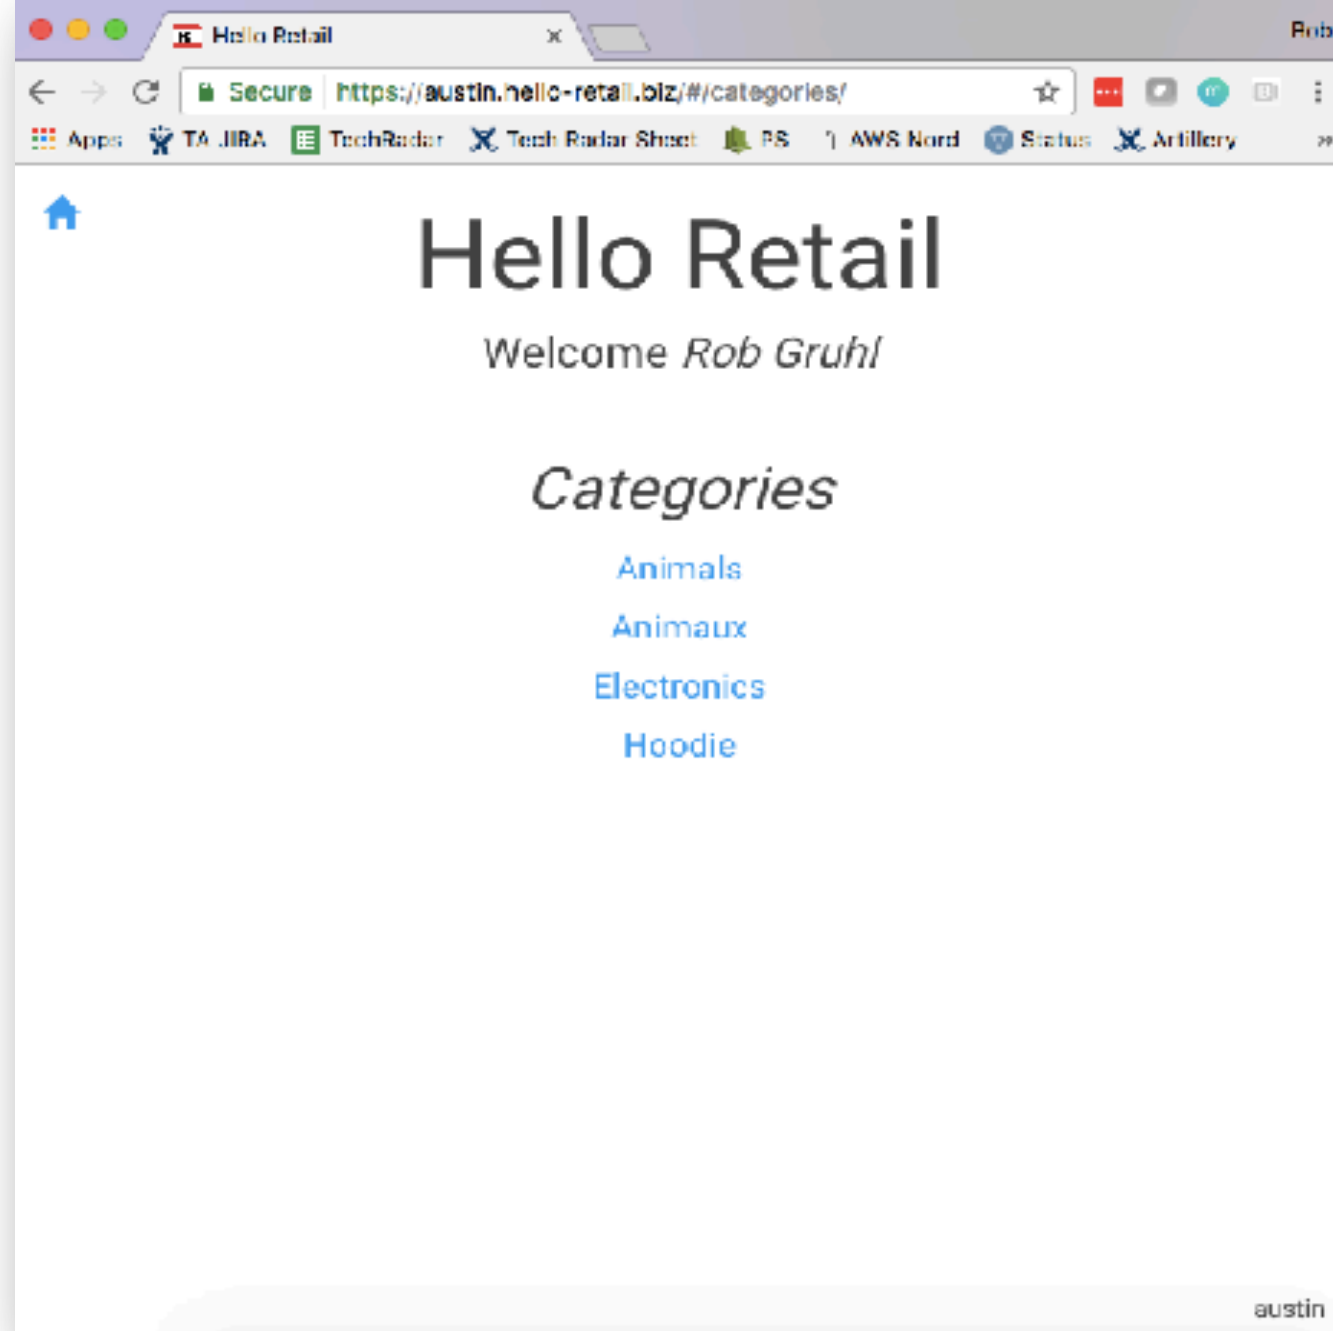 Hello Retail
Rob
Secure https://austin.hello-retail.biz/#/categories/
Apps TA JIRA TechRadar Tech Radar Sheet PS AWS Nord Status Artillery
Hello Retail
Welcome Rob Gruhl
Categories
Animals
Animaux
Electronics
Hoodie
austin